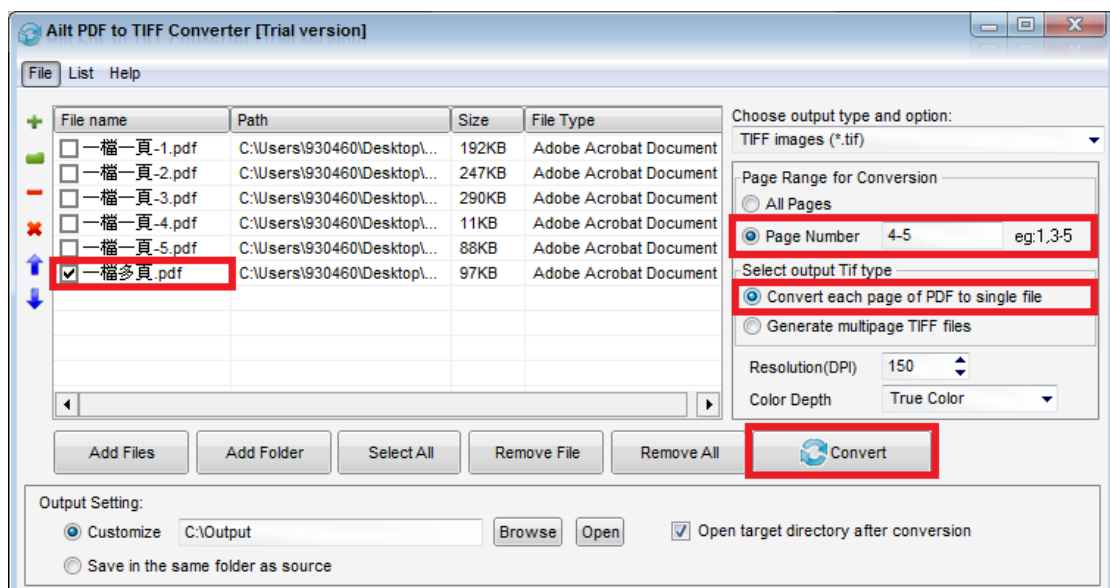 Ailt PDF to TIFF Converter [Trial version]
File List Help
File name Path Size File Type
一檔一頁-1.pdf C:\Users\930460\Desktop\... 192KB Adobe Acrobat Document
一檔一頁-2.pdf C:\Users\930460\Desktop\... 247KB Adobe Acrobat Document
一檔一頁-3.pdf C:\Users\930460\Desktop\... 290KB Adobe Acrobat Document
一檔一頁-4.pdf C:\Users\930460\Desktop\... 11KB Adobe Acrobat Document
一檔一頁-5.pdf C:\Users\930460\Desktop\... 88KB Adobe Acrobat Document
一檔多頁.pdf C:\Users\930460\Desktop\... 97KB Adobe Acrobat Document
Choose output type and option:
TIFF images (*.tif)
Page Range for Conversion
All Pages
Page Number 4-5 eg:1,3-5
Select output Tif type
Convert each page of PDF to single file
Generate multipage TIFF files
Resolution(DPI) 150
Color Depth True Color
Add Files Add Folder Select All Remove File Remove All Convert
Output Setting:
Customize C:\Output Browse Open Open target directory after conversion
Save in the same folder as source